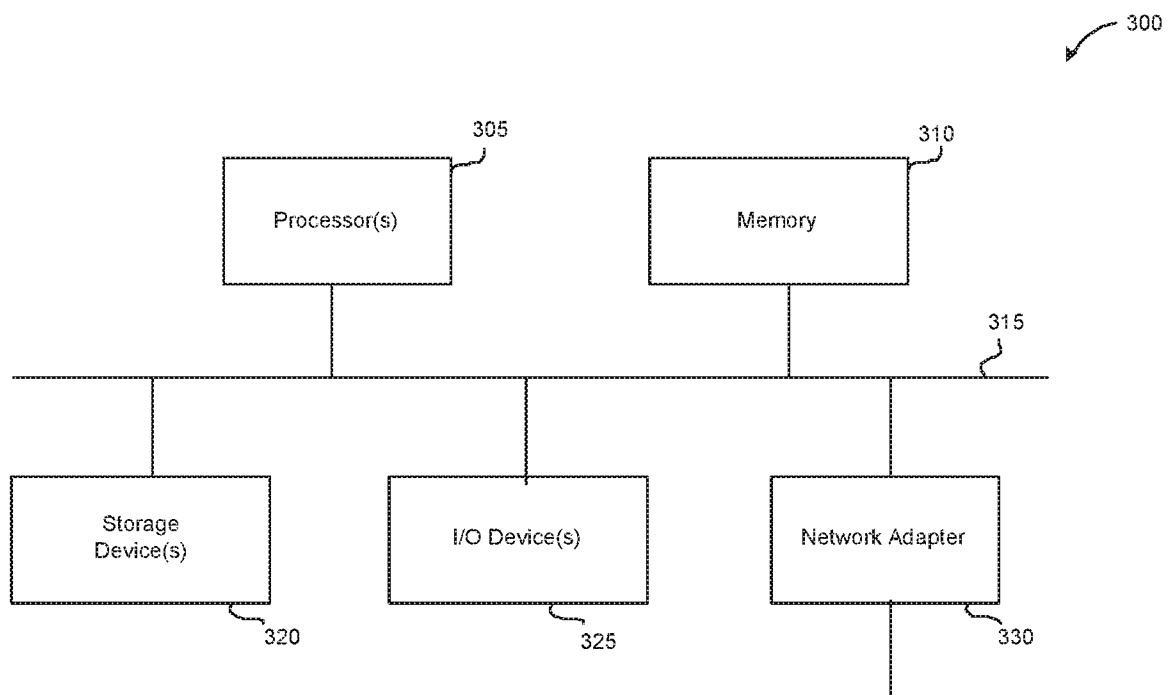 300
305
310
Processor(s)
Memory
315
Storage
Device(s)
I/O Device(s)
Network Adapter
320
325
330